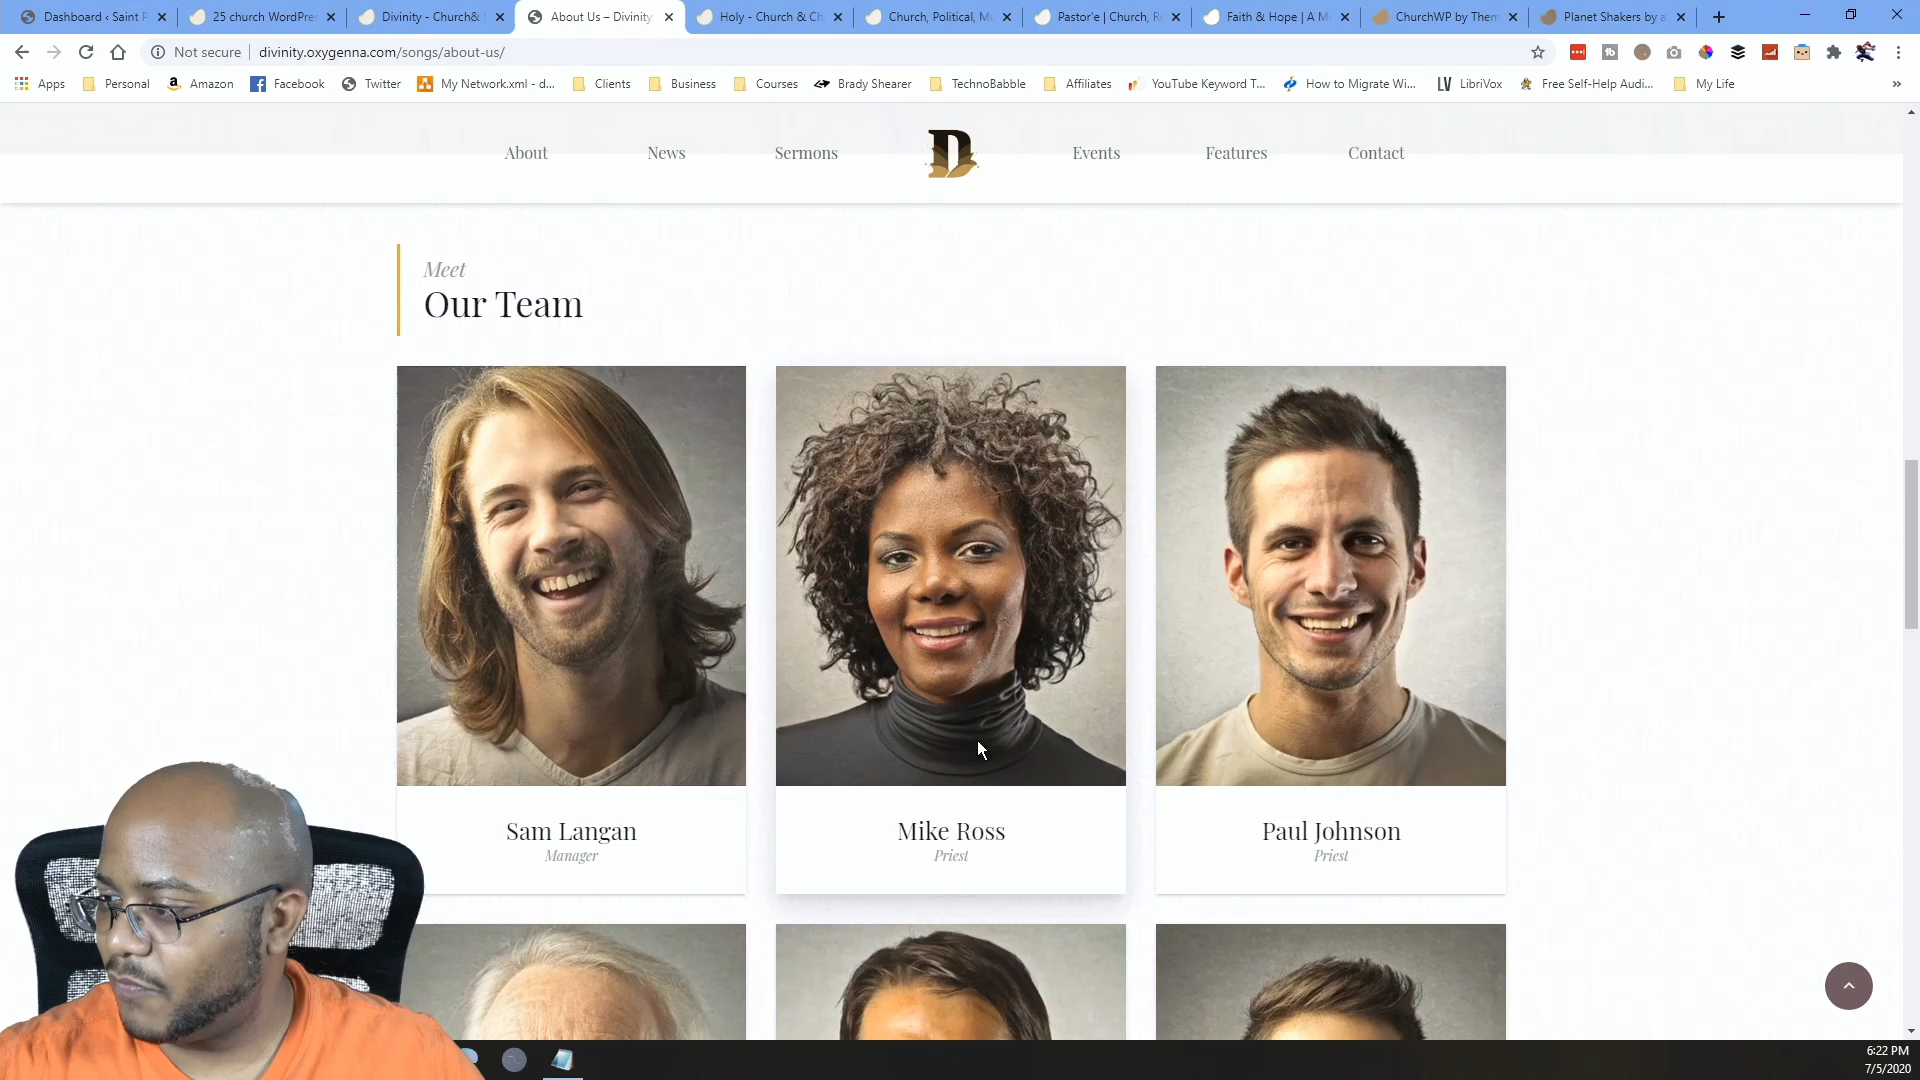 Dashboard ‹ Saint P
25 church WordPres
Divinity - Church&
About Us – Divinity
Holy - Church & Ch
Church, Political, Mu
Pastor'e | Church, Re
Faith & Hope | A M
ChurchWP by Them
Planet Shakers by a
Not secure
divinity.oxygenna.com/songs/about-us/
Apps
Personal
Amazon
Facebook
Twitter
My Network.xml - d...
Clients
Business
Courses
Brady Shearer
TechnoBabble
Affiliates
YouTube Keyword T...
How to Migrate Wi...
LV LibriVox
Free Self-Help Audi...
My Life
»
About
News
Sermons
D
Events
Features
Contact
Meet
Our Team
Sam Langan
Mike Ross
Paul Johnson
Manager
Priest
Priest
6:22 PM
7/5/2020